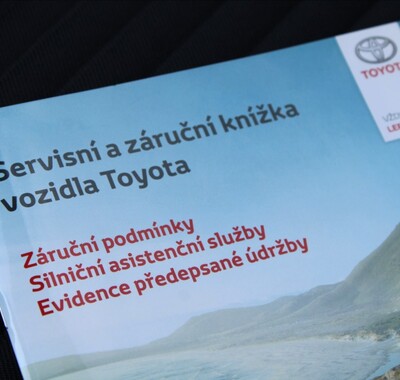 TOYOTA
Servisní a záruční knížka
vozidla Toyota
Záruční podmínky
Silniční asistenční služby
Evidence předepsané údržby